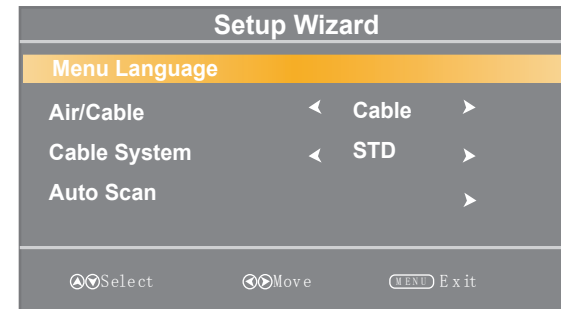 Setup Wizard
Menu Language
Air/Cable Cable
Cable System STD
Auto Scan
Select Move MENU Exit